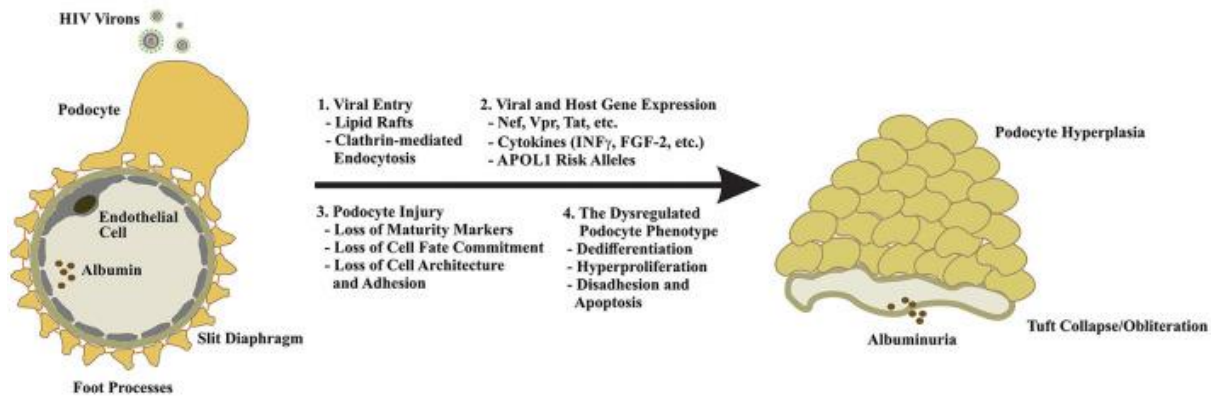 HIV Virons
Podocyte
Endothelial
Cell
Albumin
Slit Diaphragm
Foot Processes
1. Viral Entry
- Lipid Rafts
- Clathrin-mediated
Endocytosis
2. Viral and Host Gene Expression
- Nef, Vpr, Tat, etc.
- Cytokines (INFγ, FGF-2, etc.)
- APOL1 Risk Alleles
3. Podocyte Injury
- Loss of Maturity Markers
- Loss of Cell Fate Commitment
- Loss of Cell Architecture
and Adhesion
4. The Dysregulated
Podocyte Phenotype
- Dedifferentiation
- Hyperproliferation
- Disadhesion and
Apoptosis
Podocyte Hyperplasia
Tuft Collapse/Obliteration
Albuminuria